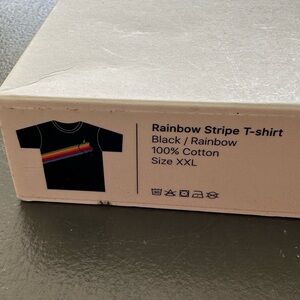 Rainbow Stripe T-shirt
Black / Rainbow
100% Cotton
Size XXL